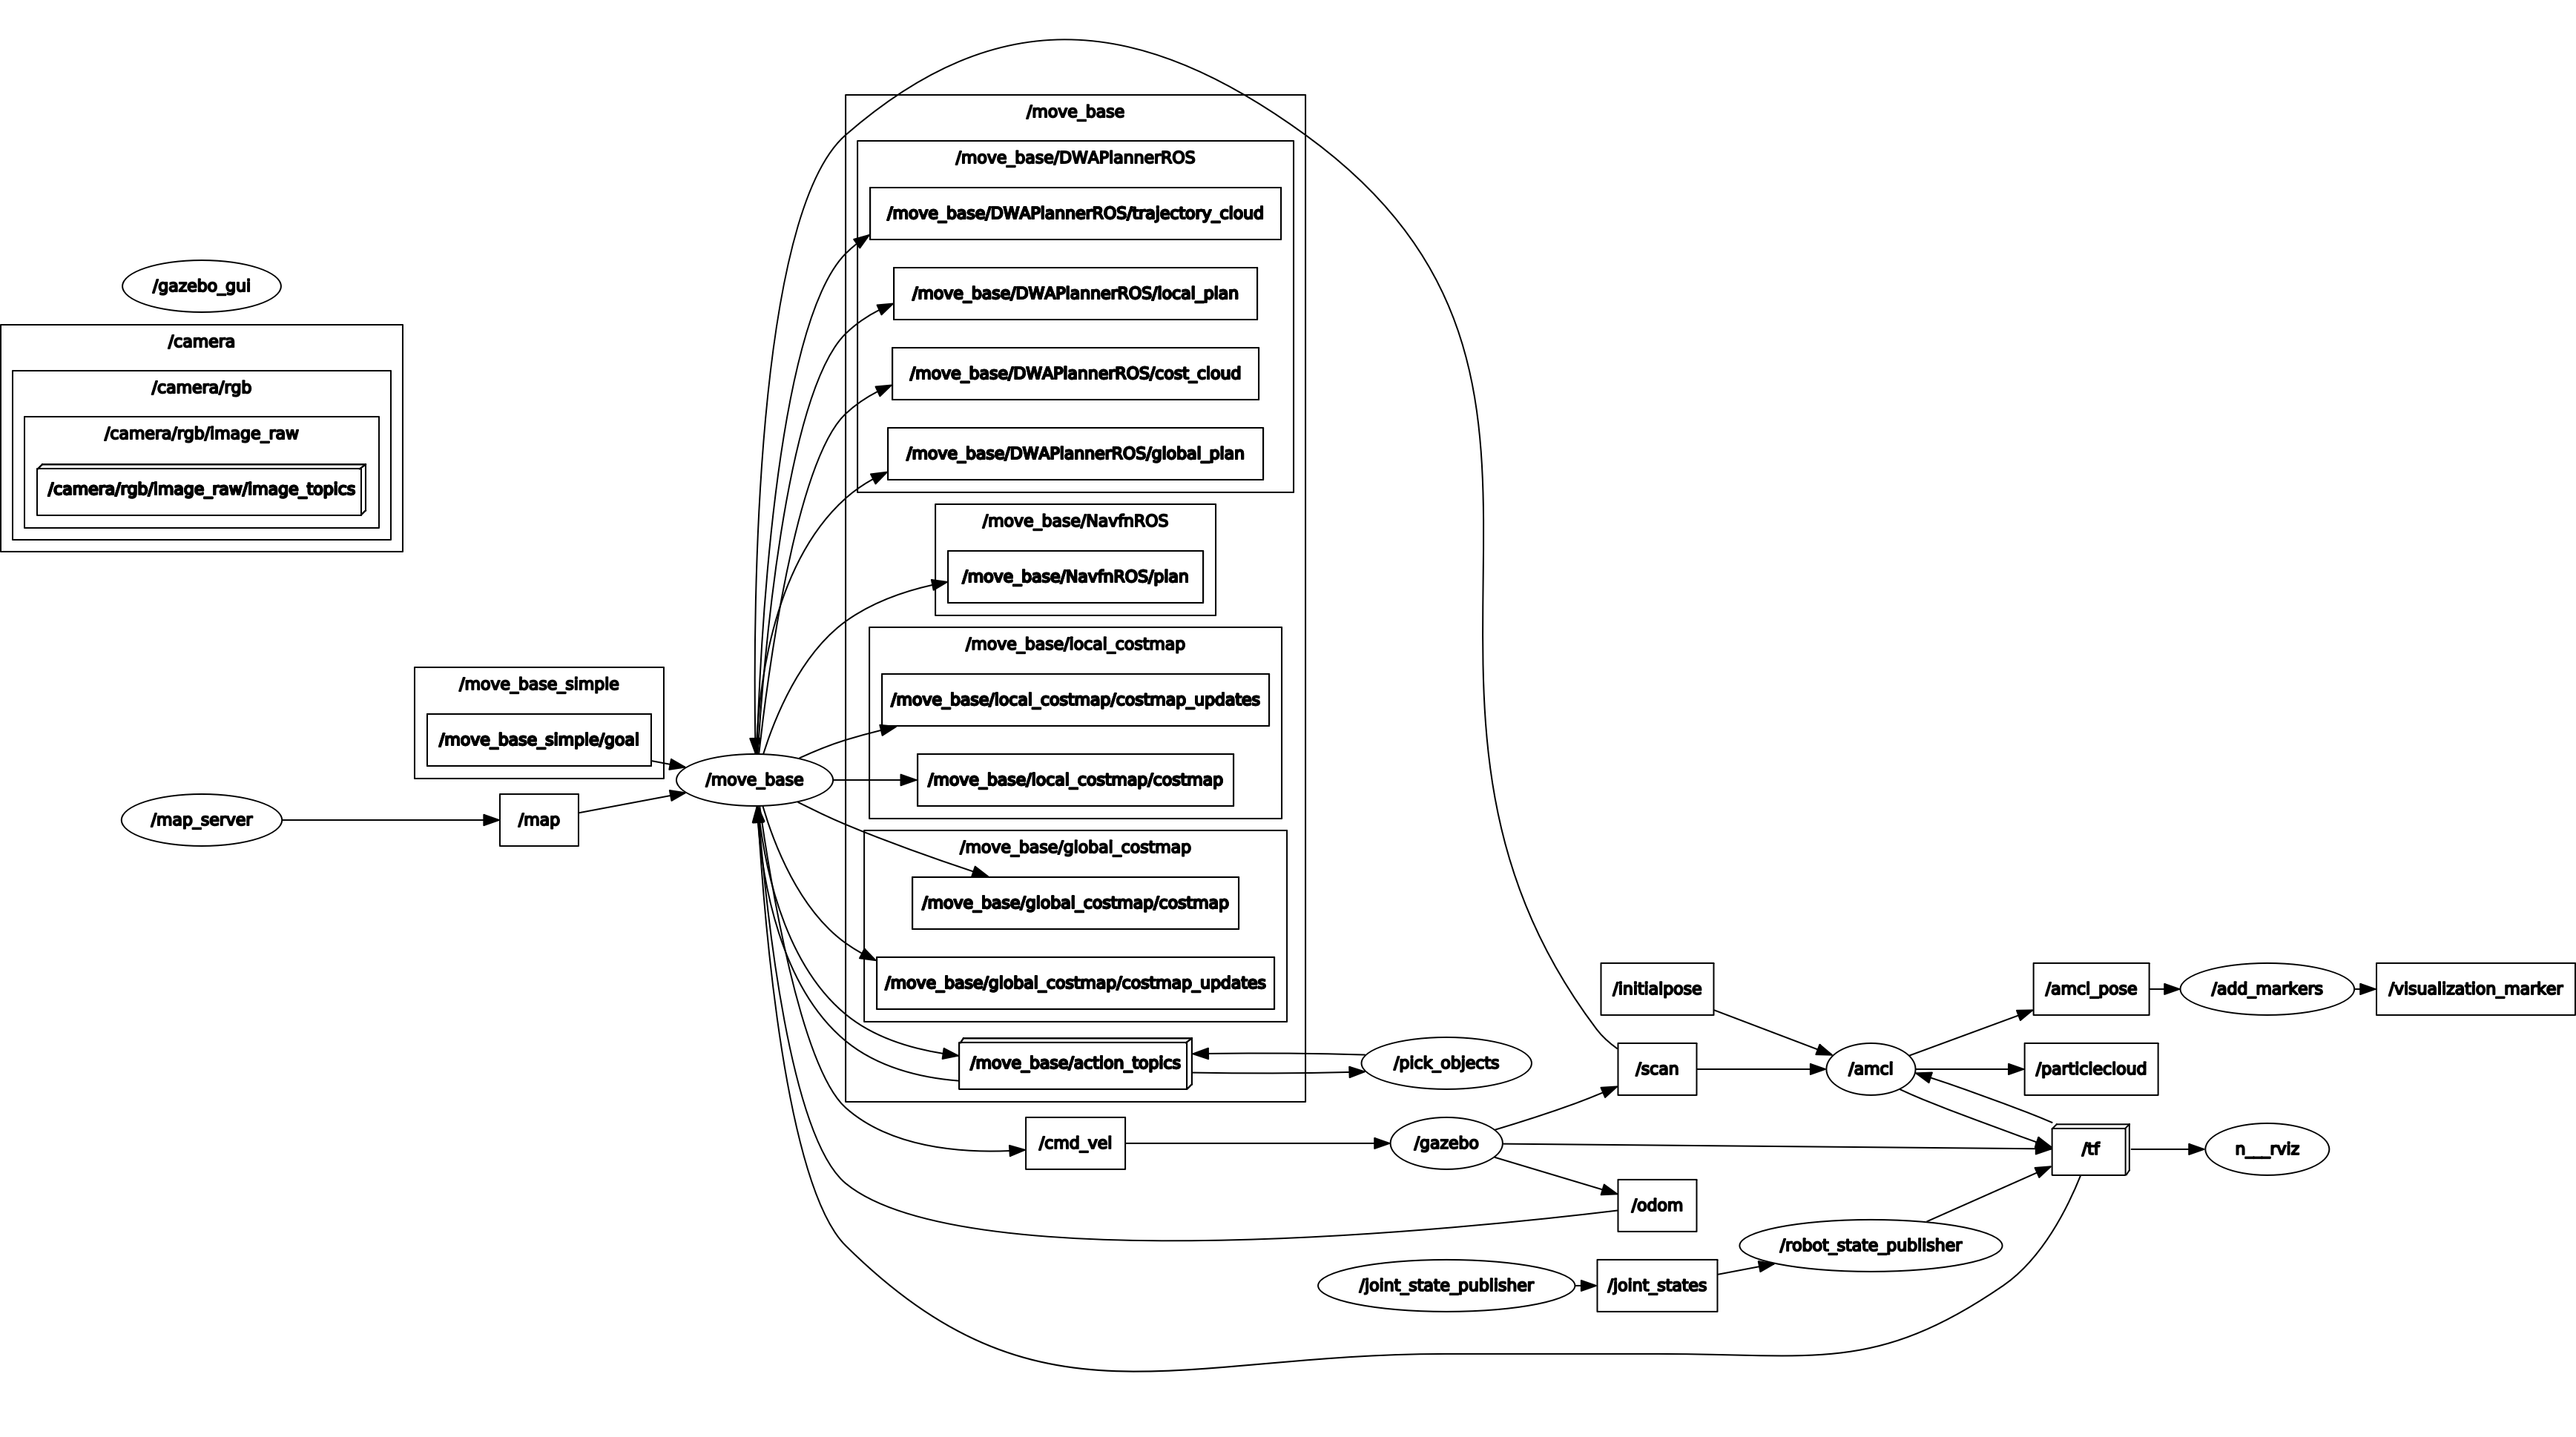 /gazebo_gui
/camera
/camera/rgb
/camera/rgb/image_raw
/camera/rgb/image_raw/image_topics
/move_base_simple
/move_base_simple/goal
/map_server
/map
/move_base
/move_base
/move_base/DWAPlannerROS
/move_base/DWAPlannerROS/trajectory_cloud
/move_base/DWAPlannerROS/local_plan
/move_base/DWAPlannerROS/cost_cloud
/move_base/DWAPlannerROS/global_plan
/move_base/NavfnROS
/move_base/NavfnROS/plan
/move_base/local_costmap
/move_base/local_costmap/costmap_updates
/move_base/local_costmap/costmap
/move_base/global_costmap
/move_base/global_costmap/costmap
/move_base/global_costmap/costmap_updates
/move_base/action_topics
/cmd_vel
/pick_objects
/gazebo
/joint_state_publisher
/initialpose
/scan
/odom
/joint_states
/amcl
/robot_state_publisher
/amcl_pose
/particlecloud
/tf
/add_markers
n___rviz
/visualization_marker